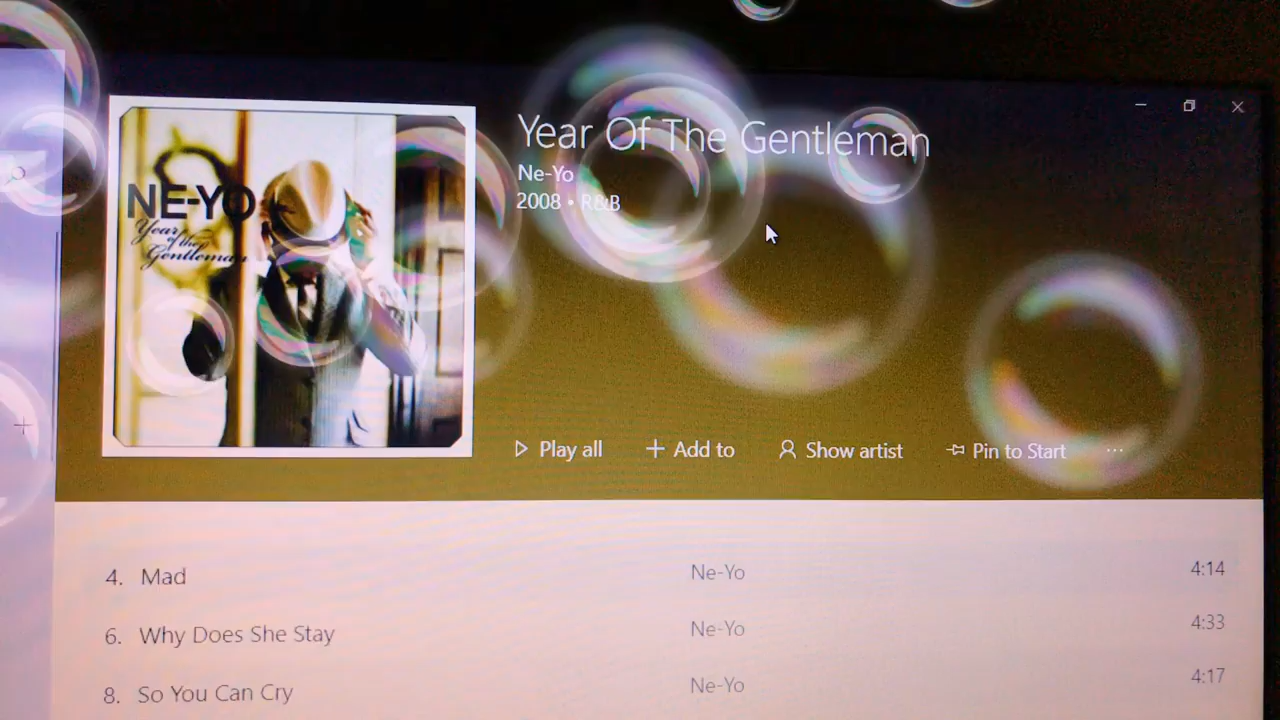 Year Of The Gentleman
Ne-Yo
2008 • R&B
NE-YO
Year
of the
Gentleman
Play all
Add to
Show artist
Pin to Start
4. Mad Ne-Yo 4:14
6. Why Does She Stay Ne-Yo 4:33
8. So You Can Cry Ne-Yo 4:17